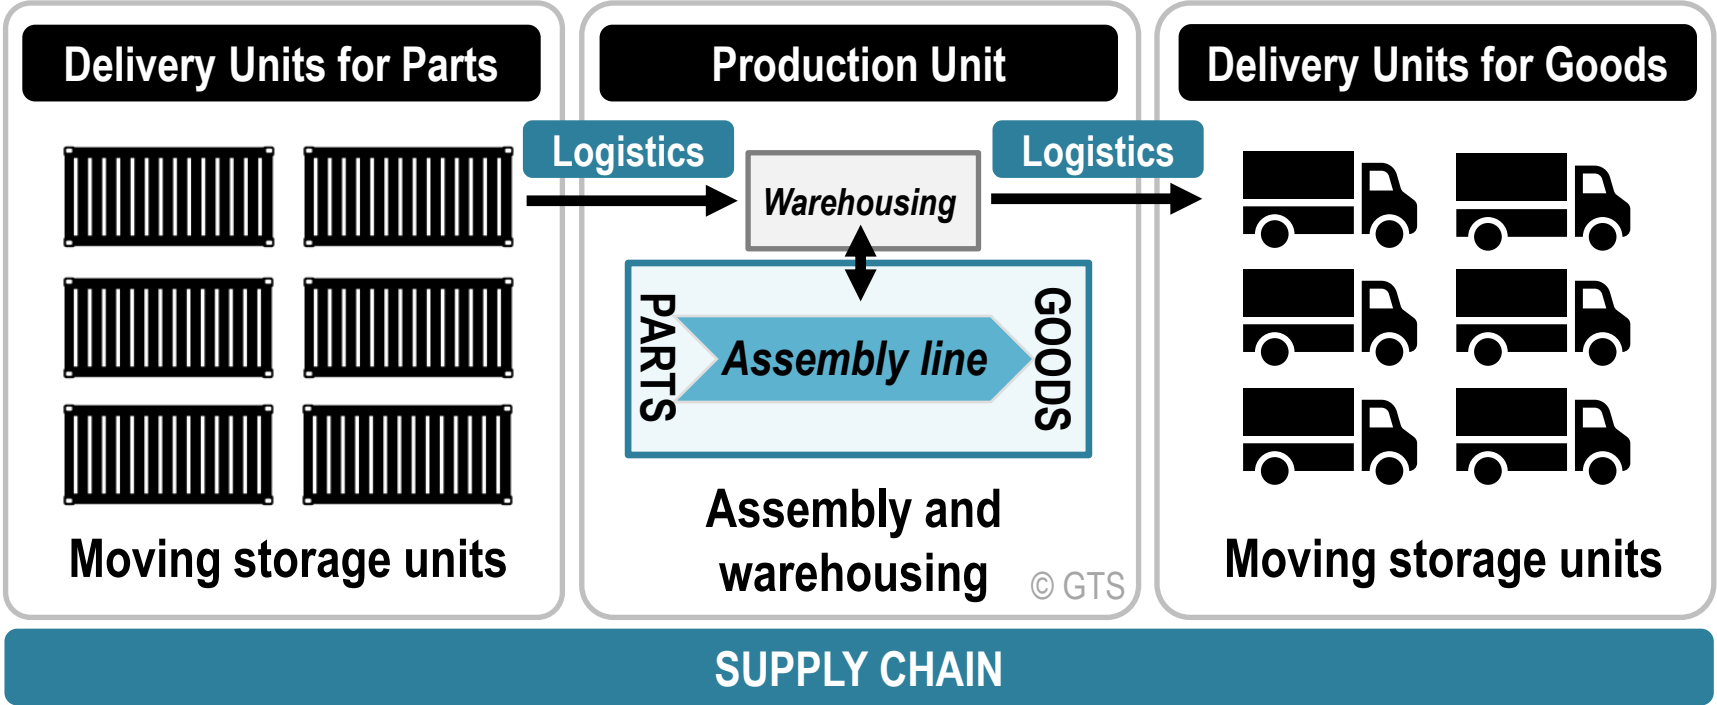 Delivery Units for Parts
Production Unit
Delivery Units for Goods
Logistics
Logistics
Warehousing
PARTS
Assembly line
GOODS
Moving storage units
Assembly and
warehousing
© GTS
Moving storage units
SUPPLY CHAIN